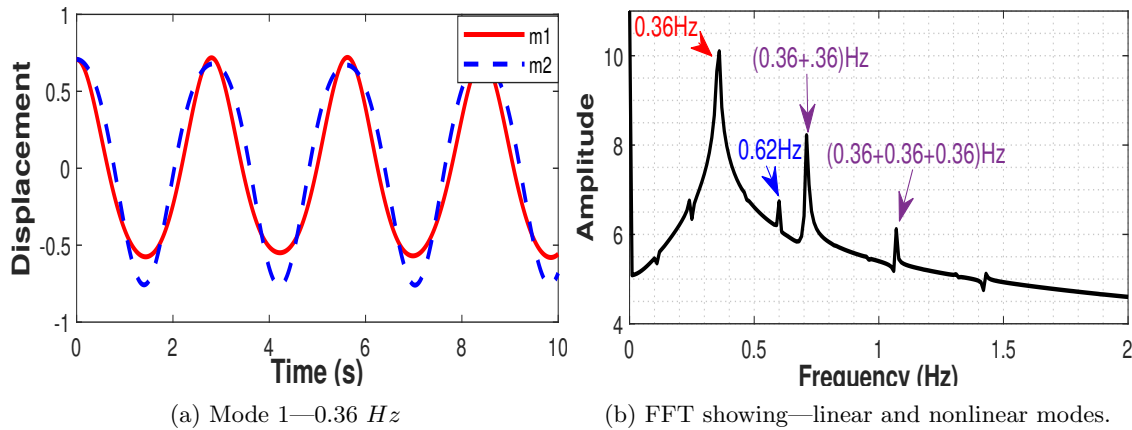 1
0.5
0
-0.5
-1
Displacement
0 2 4 6 8 10
Time (s)
m1
m2
(a) Mode 1—0.36 Hz
10
8
6
4
Amplitude
0 0.5 1 1.5 2
Frequency (Hz)
0.36Hz
(0.36+.36)Hz
0.62Hz
(0.36+0.36+0.36)Hz
(b) FFT showing—linear and nonlinear modes.